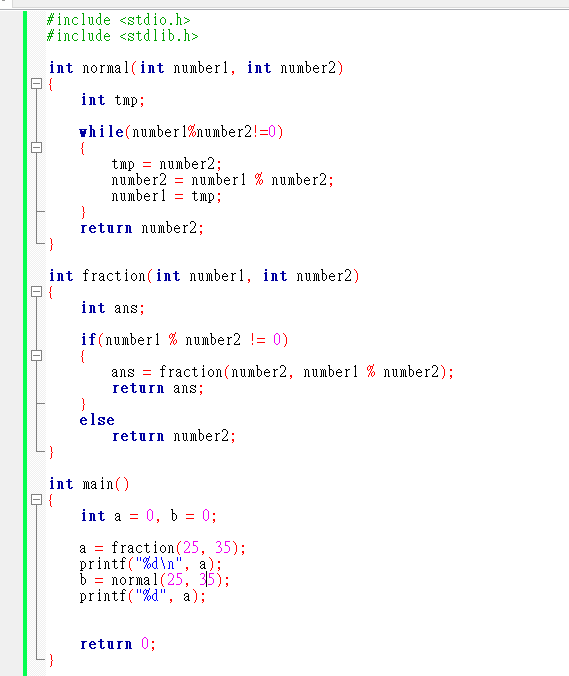 #include <stdio.h>
#include <stdlib.h>
int normal(int number1, int number2)
{
int tmp;
while(number1%number2!=0)
{
tmp = number2;
number2 = number1 % number2;
number1 = tmp;
}
return number2;
}
int fraction(int number1, int number2)
{
int ans;
if(number1 % number2 != 0)
{
ans = fraction(number2, number1 % number2);
return ans;
}
else
return number2;
}
int main()
{
int a = 0, b = 0;
a = fraction(25, 35);
printf("%d\n", a);
b = normal(25, 35);
printf("%d", a);
return 0;
}